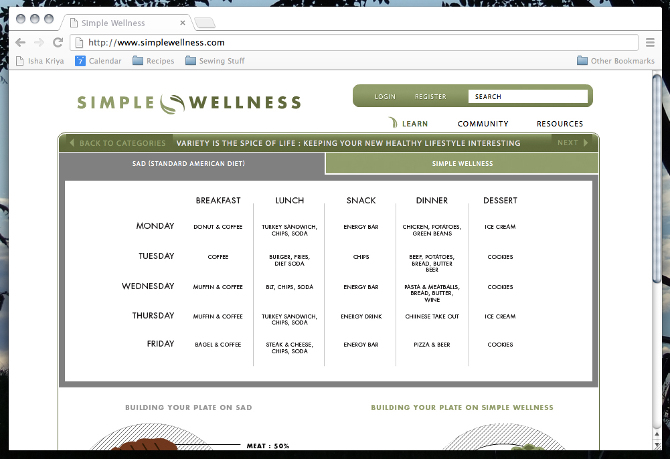 Simple Wellness
http://www.simplewellness.com
Isha Kriya 7 Calendar Recipes Sewing Stuff Other Bookmarks
SIMPLE WELLNESS
LOGIN REGISTER SEARCH
LEARN COMMUNITY RESOURCES
BACK TO CATEGORIES VARIETY IS THE SPICE OF LIFE : KEEPING YOUR NEW HEALTHY LIFESTYLE INTERESTING NEXT
SAD (STANDARD AMERICAN DIET) SIMPLE WELLNESS
BREAKFAST LUNCH SNACK DINNER DESSERT
MONDAY DONUT & COFFEE TURKEY SANDWICH, ENERGY BAR CHICKEN, POTATOES, ICE CREAM
CHIPS, SODA GREEN BEANS
TUESDAY COFFEE BURGER, FRIES, CHIPS BEEF, POTATOES, COOKIES
DIET SODA BREAD, BUTTER
BEER
WEDNESDAY MUFFIN & COFFEE BLT, CHIPS, SODA ENERGY BAR PASTA & MEATBALLS, COOKIES
BREAD, BUTTER,
WINE
THURSDAY MUFFIN & COFFEE TURKEY SANDWICH, ENERGY DRINK CHIINESE TAKE OUT ICE CREAM
CHIPS, SODA
FRIDAY BAGEL & COFFEE STEAK & CHEESE, ENERGY BAR PIZZA & BEER COOKIES
CHIPS, SODA
BUILDING YOUR PLATE ON SAD BUILDING YOUR PLATE ON SIMPLE WELLNESS
MEAT : 50%